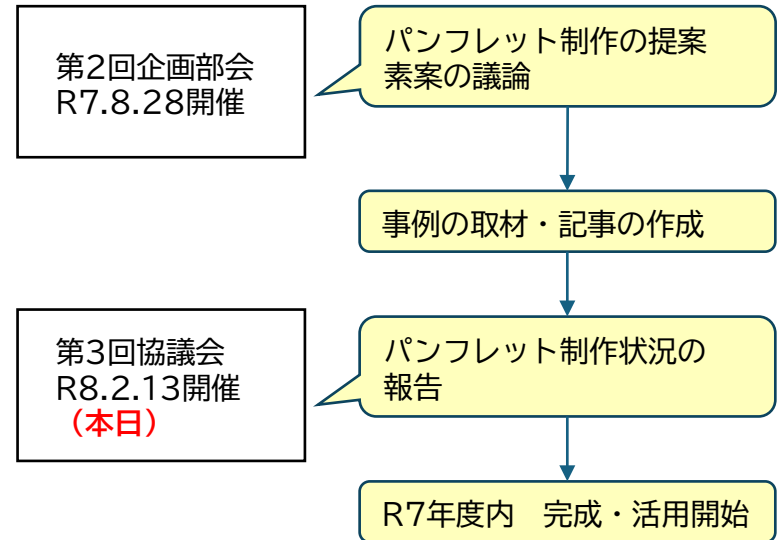 第2回企画部会
R7.8.28開催
パンフレット制作の提案
素案の議論
事例の取材・記事の作成
第3回協議会
R8.2.13開催
（本日）
パンフレット制作状況の
報告
R7年度内　完成・活用開始